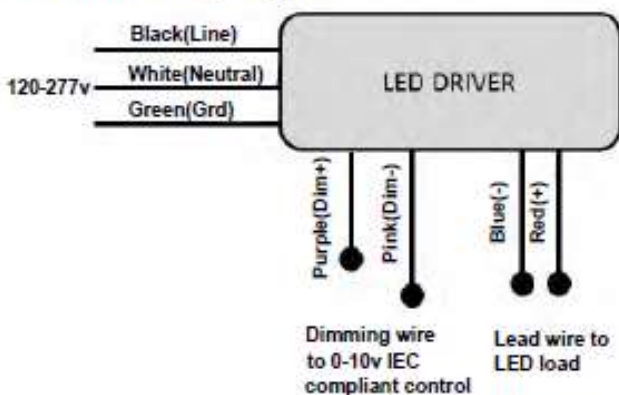 Black(Line)
120-277v
White(Neutral)
Green(Grd)
LED DRIVER
Purple(Dim+)
Pink(Dim-)
Blue(-)
Red(+)
Dimming wire
to 0-10v IEC
compliant control
Lead wire to
LED load